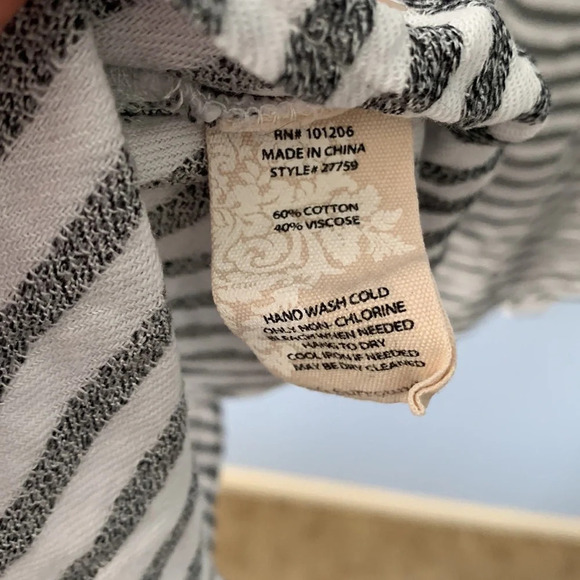 RN# 101206
MADE IN CHINA
STYLE# 27759
60% COTTON
40% VISCOSE
HAND WASH COLD
ONLY NON- CHLORINE
BLEACH WHEN NEEDED
HANG TO DRY
COOL IRON IF NEEDED
MAY BE DRY CLEANED